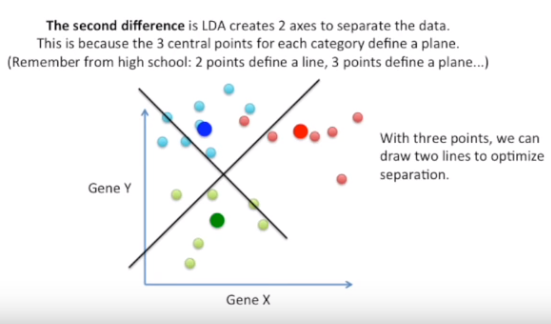 The second difference is LDA creates 2 axes to separate the data.
This is because the 3 central points for each category define a plane.
(Remember from high school: 2 points define a line, 3 points define a plane...)
With three points, we can
draw two lines to optimize
separation.
Gene Y
Gene X